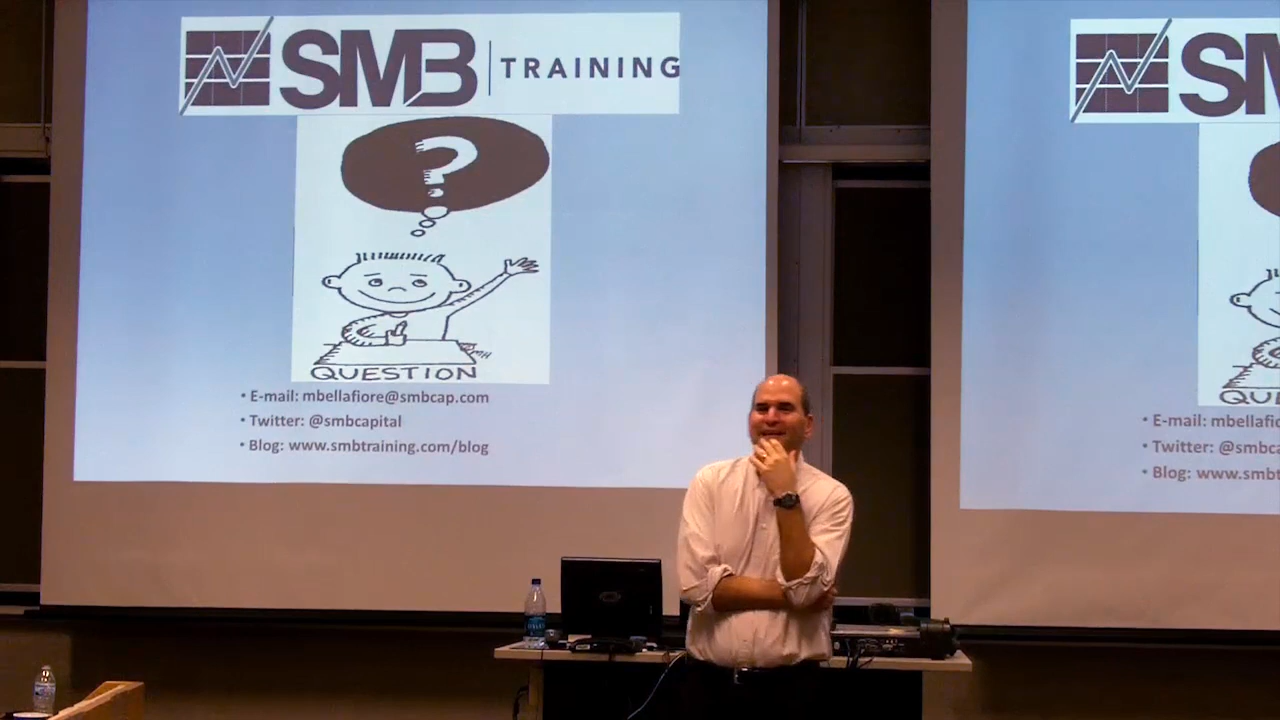 SMB TRAINING
?
QUESTION
• E-mail: mbellafiore@smbcap.com
• Twitter: @smbcapital
• Blog: www.smbtraining.com/blog
SM
?
QU
• E-mail: mbellafio
• Twitter: @smbca
• Blog: www.smbt